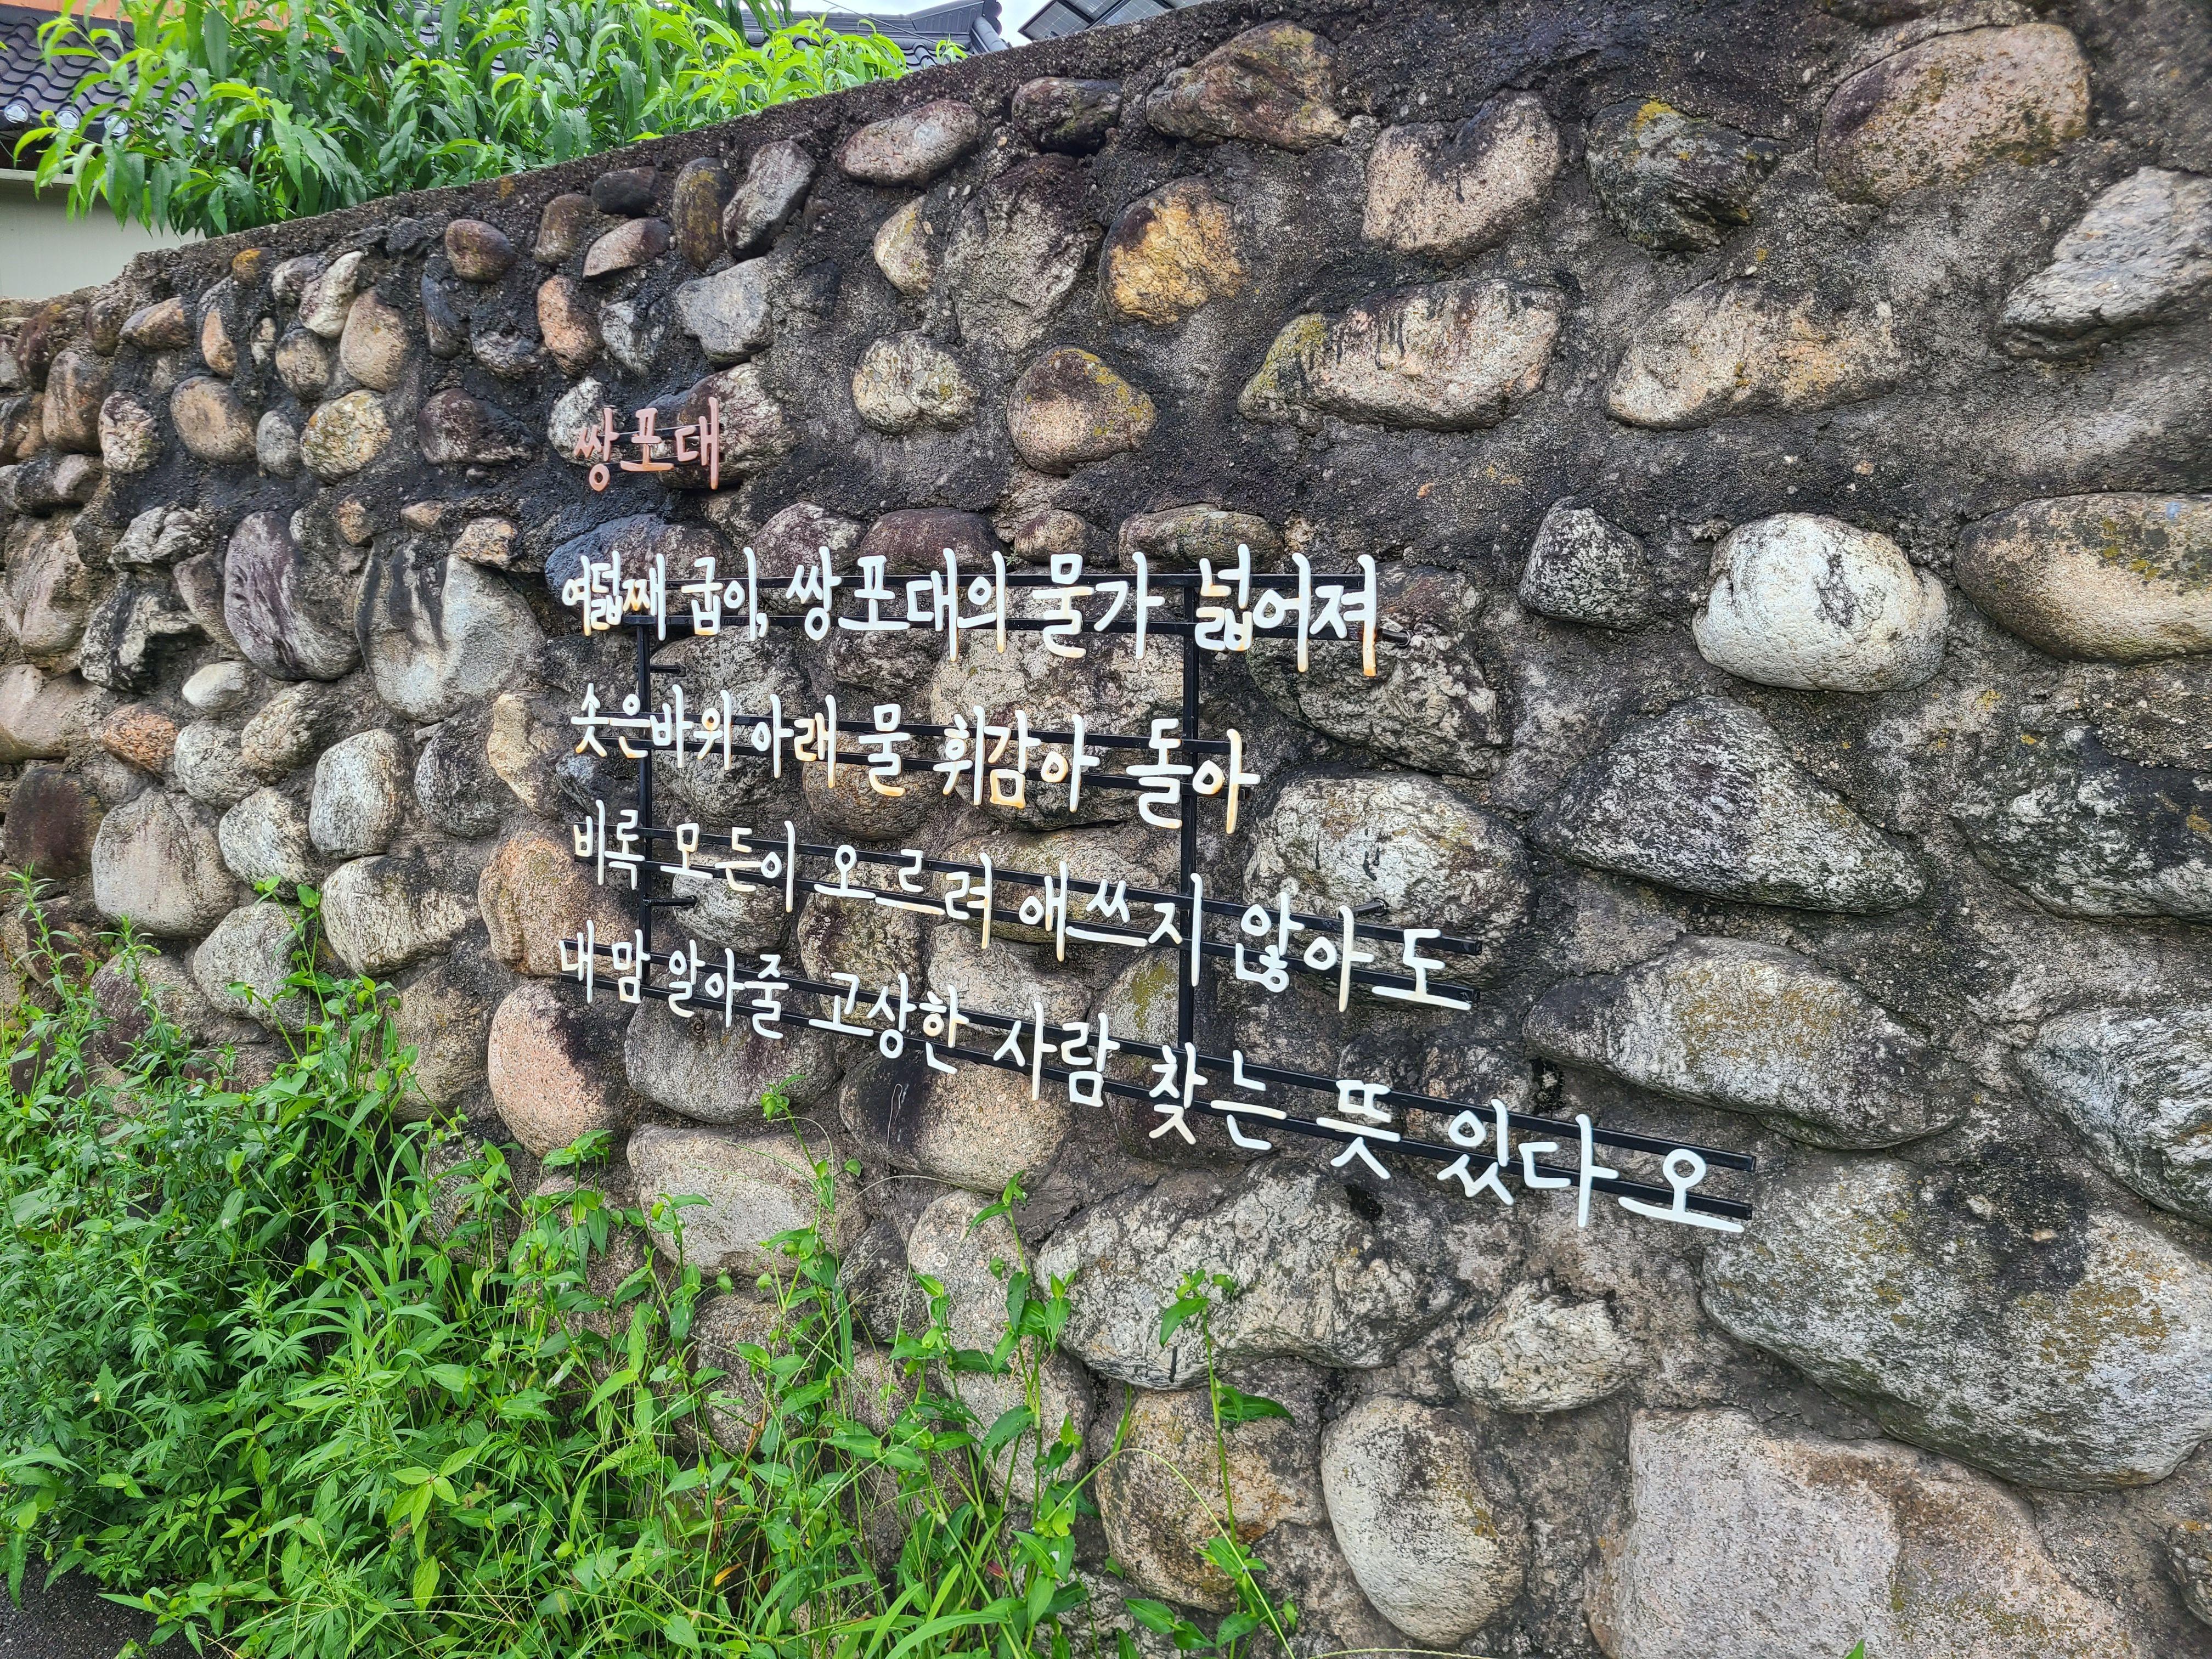 쌍포대
여덟째 굽이, 쌍포대의 물가 넓어져
솟은바위 아래 물 휘감아 돌아
비록 모든이 오르려 애쓰지 않아도
내 맘 알아줄 고상한 사람 찾는 뜻 있다오